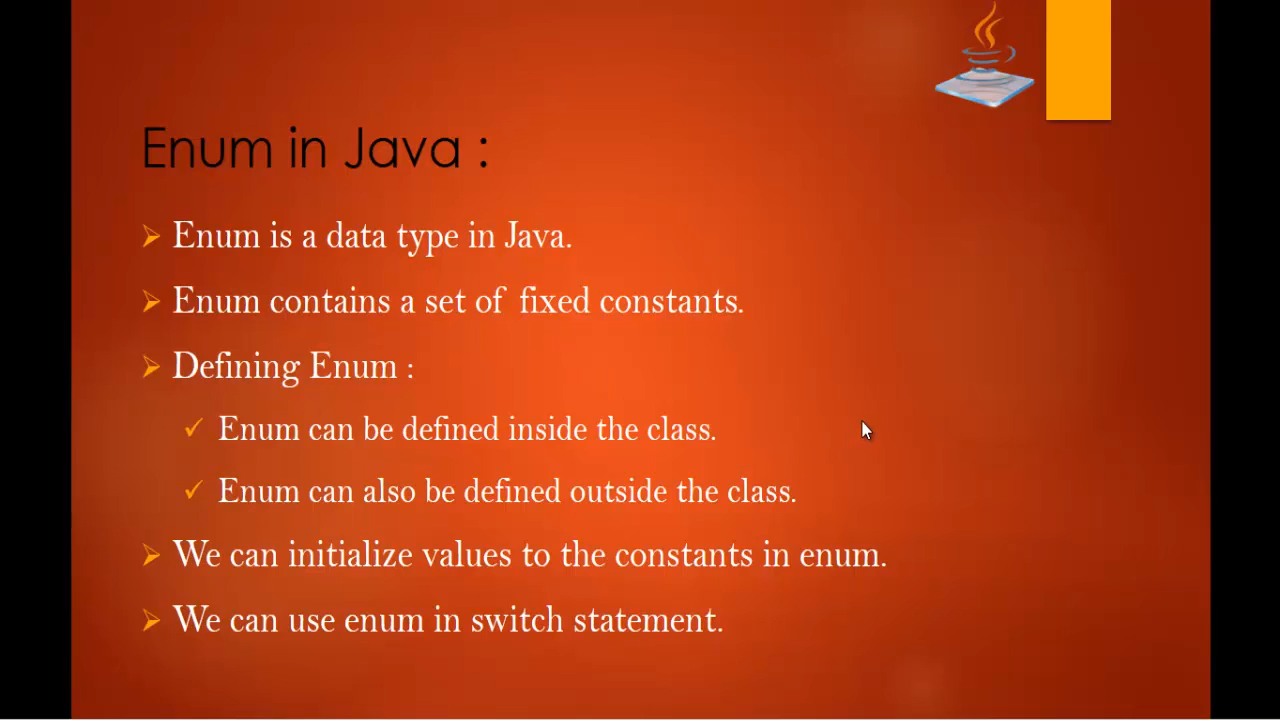 Enum in Java :
Enum is a data type in Java.
Enum contains a set of fixed constants.
Defining Enum :
Enum can be defined inside the class.
Enum can also be defined outside the class.
We can initialize values to the constants in enum.
We can use enum in switch statement.